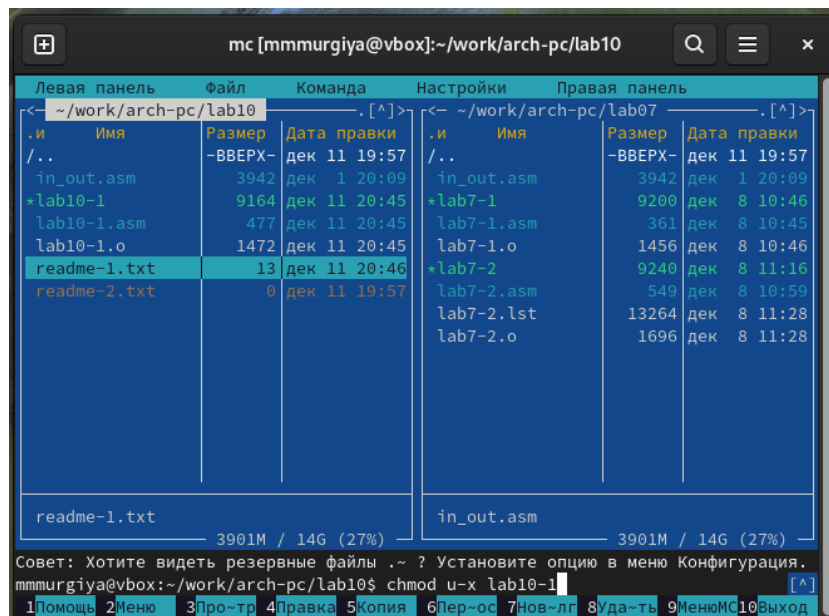 mc [mmmurgiya@vbox]:~/work/arch-pc/lab10
Левая панель Файл Команда Настройки Правая панель
<— ~/work/arch-pc/lab10 .[^]> <— ~/work/arch-pc/lab07 .[^]>
.и Имя Размер Дата правки .и Имя Размер Дата правки
/.. -ВВЕРХ- дек 11 19:57 /.. -ВВЕРХ- дек 11 19:57
in_out.asm 3942 дек 1 20:09 in_out.asm 3942 дек 1 20:09
*lab10-1 9164 дек 11 20:45 *lab7-1 9200 дек 8 10:46
lab10-1.asm 477 дек 11 20:45 lab7-1.asm 361 дек 8 10:45
lab10-1.o 1472 дек 11 20:45 lab7-1.o 1456 дек 8 10:46
readme-1.txt 13 дек 11 20:46 *lab7-2 9240 дек 8 11:16
readme-2.txt 0 дек 11 19:57 lab7-2.asm 549 дек 8 10:59
lab7-2.lst 13264 дек 8 11:28
lab7-2.o 1696 дек 8 11:28
readme-1.txt in_out.asm
3901M / 14G (27%) 3901M / 14G (27%)
Совет: Хотите видеть резервные файлы .~ ? Установите опцию в меню Конфигурация.
mmmurgiya@vbox:~/work/arch-pc/lab10$ chmod u-x lab10-1 [^]
1Помощь 2Меню 3Про~тр 4Правка 5Копия 6Пер~ос 7Нов~лг 8Уда~ть 9МенюMC 10Выход